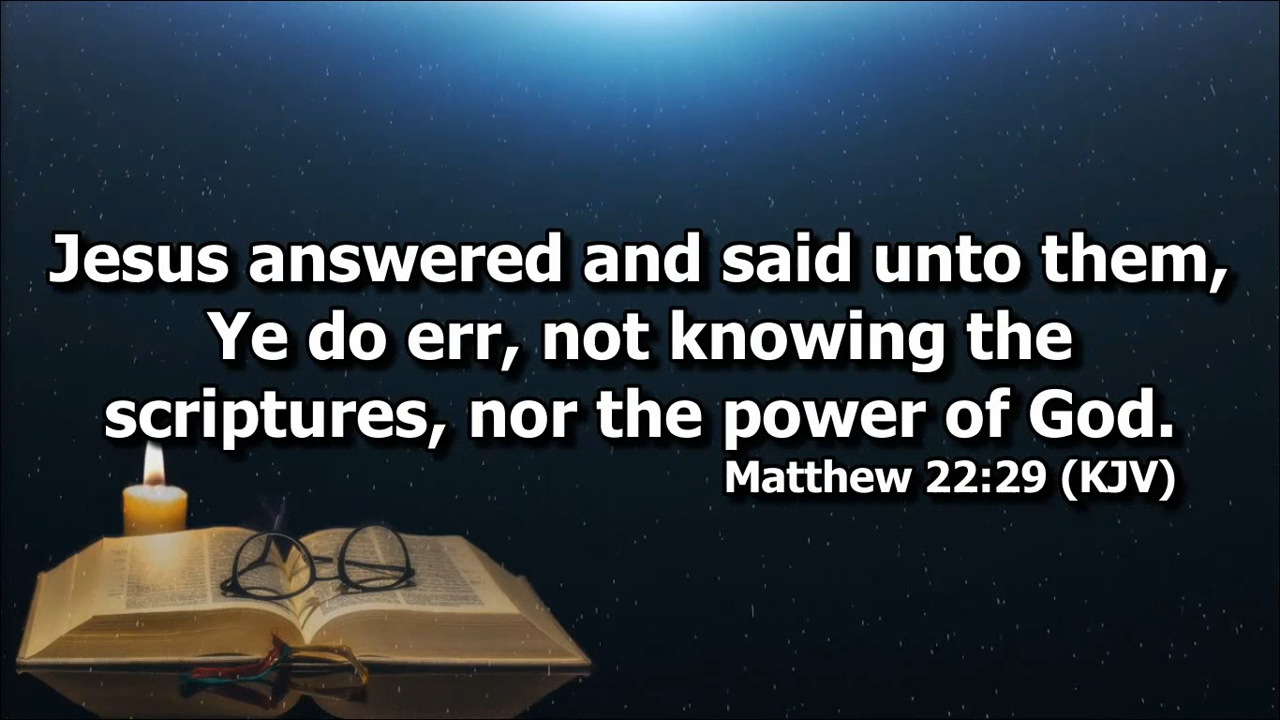 Jesus answered and said unto them,
Ye do err, not knowing the
scriptures, nor the power of God.
Matthew 22:29 (KJV)